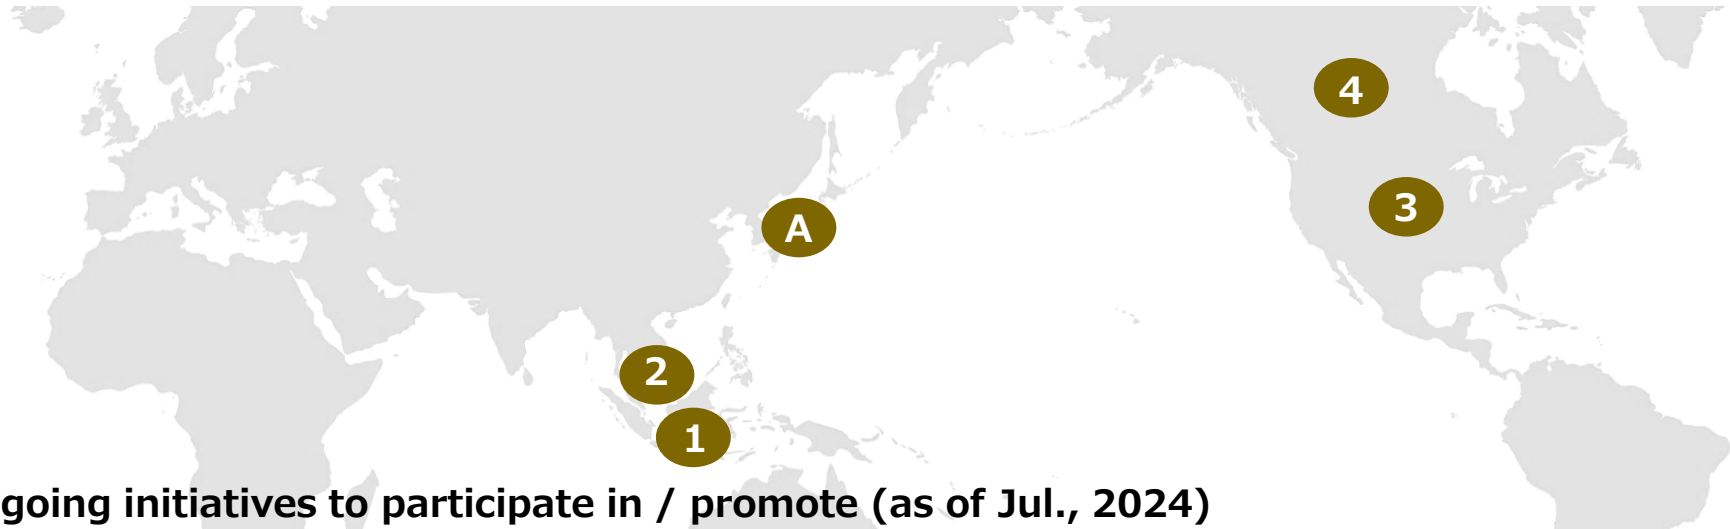 4
3
A
2
1
going initiatives to participate in / promote (as of Jul., 2024)